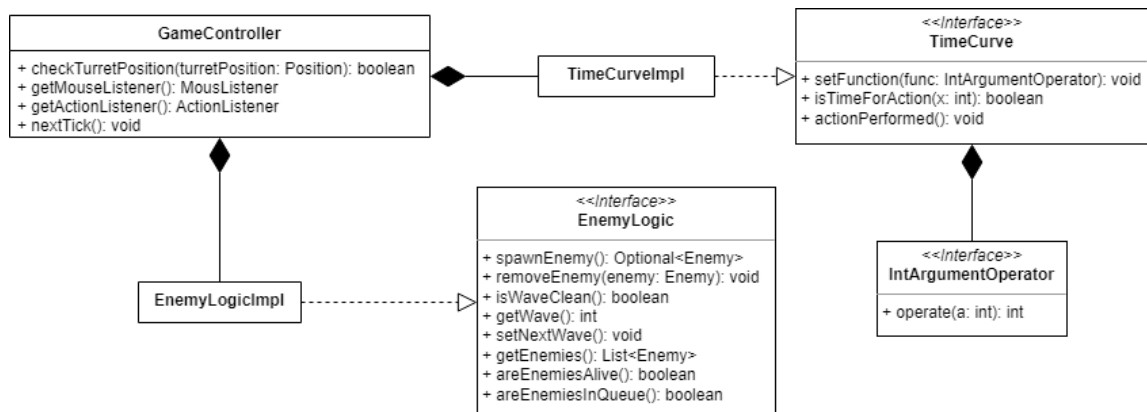 GameController
+ checkTurretPosition(turretPosition: Position): boolean
+ getMouseListener(): MousListener
+ getActionListener(): ActionListener
+ nextTick(): void
TimeCurveImpl
<<Interface>>
TimeCurve
+ setFunction(func: IntArgumentOperator): void
+ isTimeForAction(x: int): boolean
+ actionPerformed(): void
EnemyLogicImpl
<<Interface>>
EnemyLogic
+ spawnEnemy(): Optional<Enemy>
+ removeEnemy(enemy: Enemy): void
+ isWaveClean(): boolean
+ getWave(): int
+ setNextWave(): void
+ getEnemies(): List<Enemy>
+ areEnemiesAlive(): boolean
+ areEnemiesInQueue(): boolean
<<Interface>>
IntArgumentOperator
+ operate(a: int): int